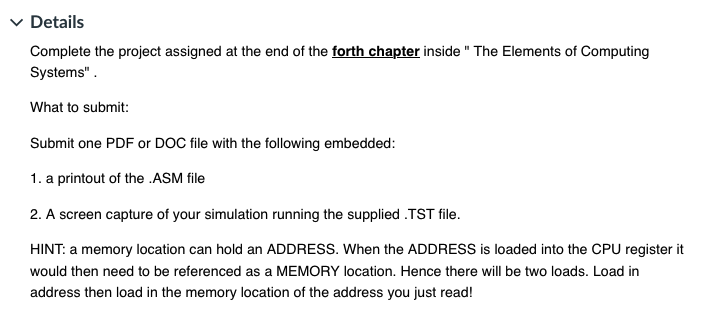 Details
Complete the project assigned at the end of the forth chapter inside " The Elements of Computing
Systems" .
What to submit:
Submit one PDF or DOC file with the following embedded:
1. a printout of the .ASM file
2. A screen capture of your simulation running the supplied .TST file.
HINT: a memory location can hold an ADDRESS. When the ADDRESS is loaded into the CPU register it
would then need to be referenced as a MEMORY location. Hence there will be two loads. Load in
address then load in the memory location of the address you just read!